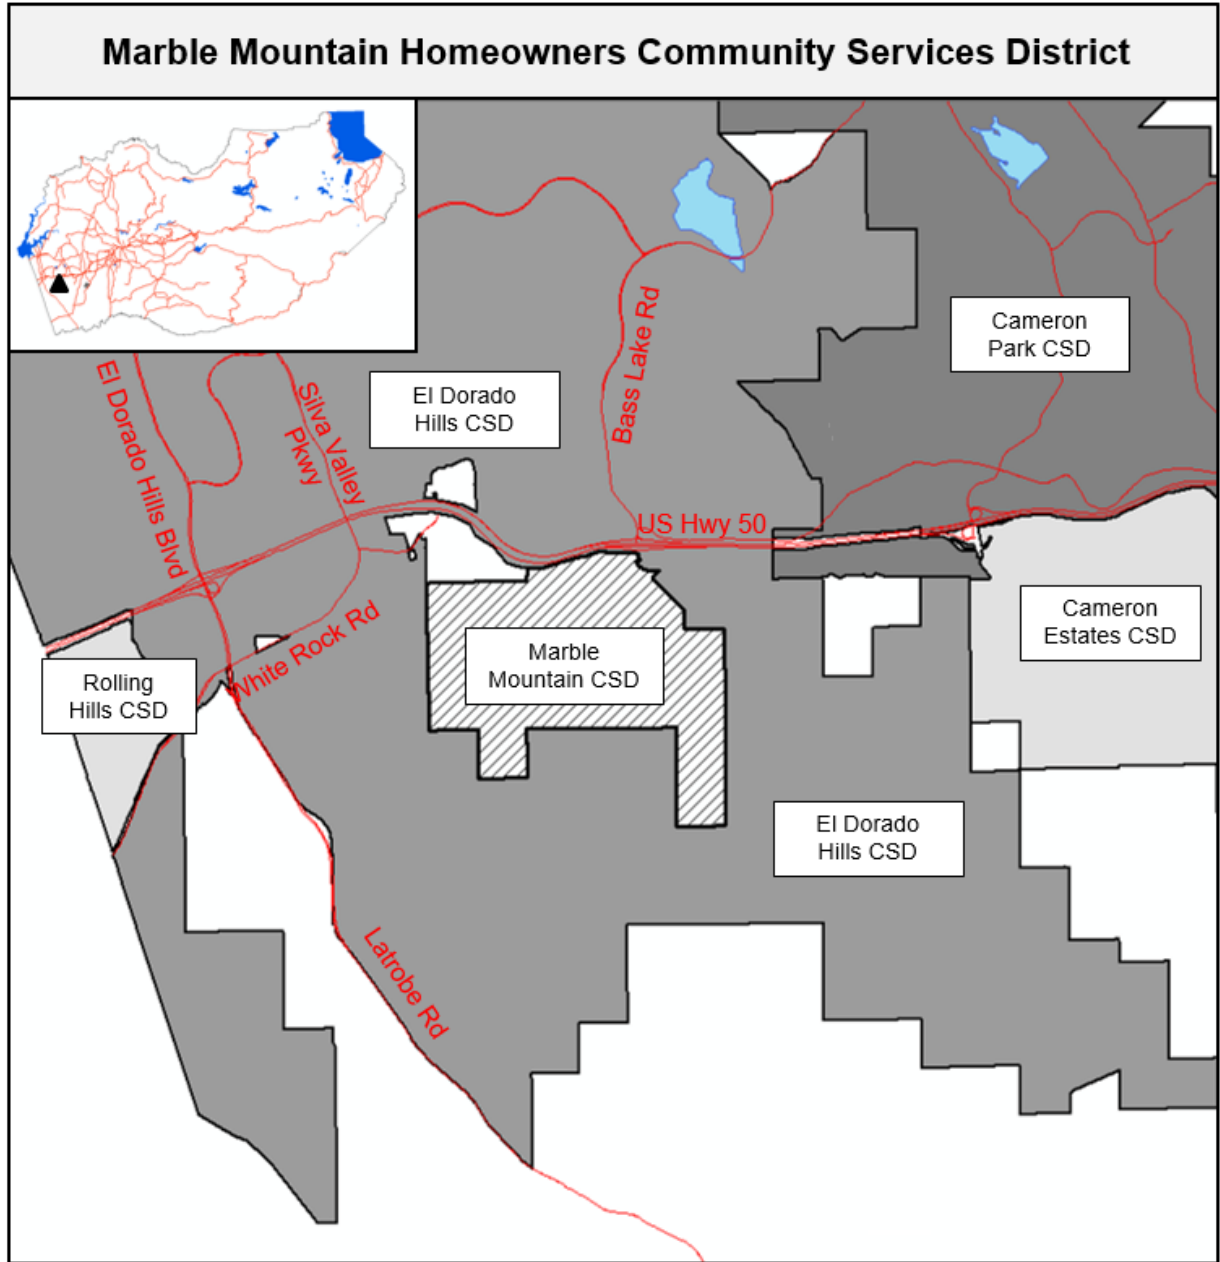 Marble Mountain Homeowners Community Services District
Cameron
Park CSD
El Dorado
Hills CSD
Bass Lake Rd
El Dorado Hills Blvd
Silva Valley
Pkwy
US Hwy 50
Cameron
Estates CSD
White Rock Rd
Marble
Mountain CSD
Rolling
Hills CSD
El Dorado
Hills CSD
Latrobe Rd